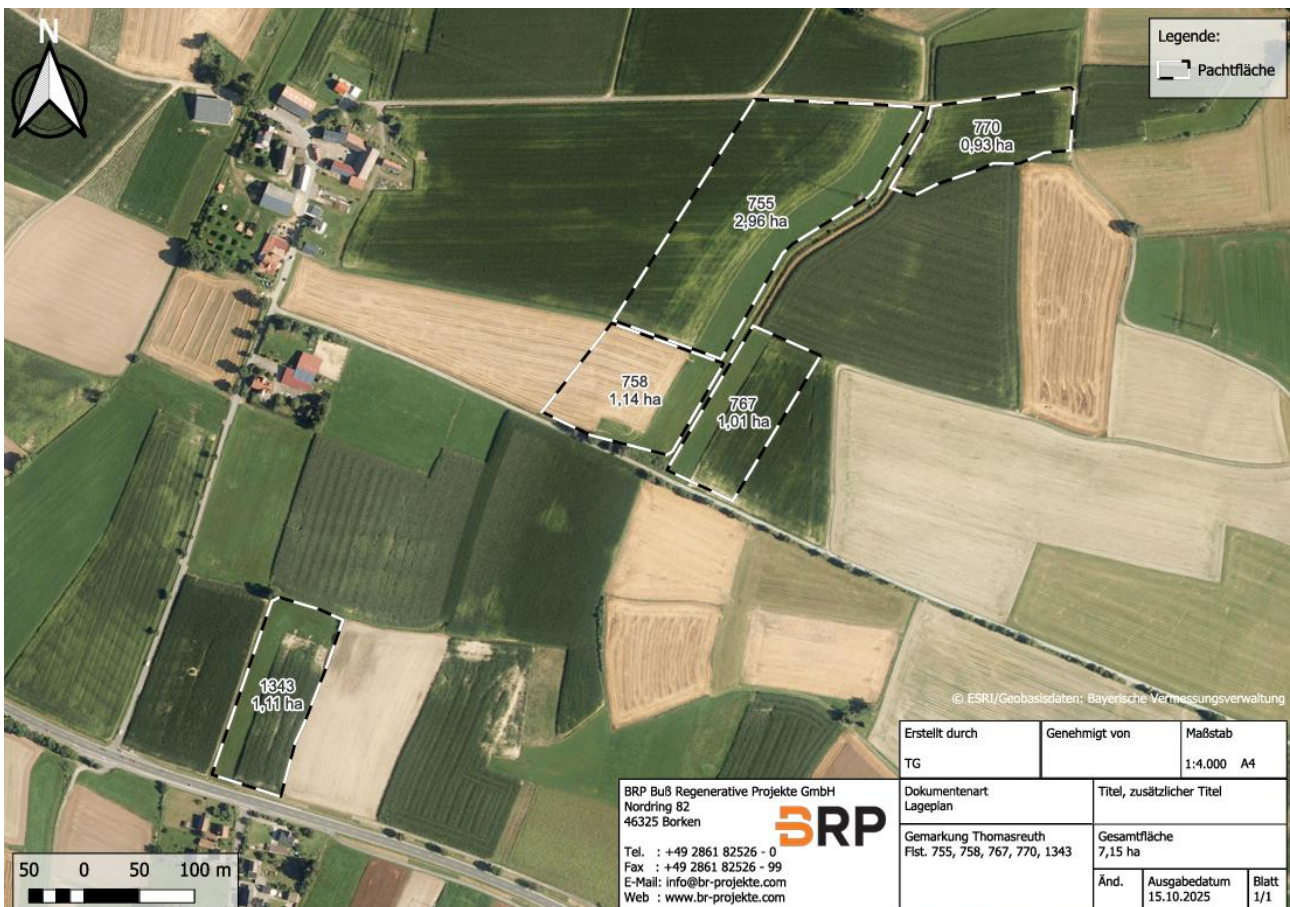 N
Legende:
Pachtfläche
770
0,93 ha
755
2,96 ha
758
1,14 ha
767
1,01 ha
1343
1,11 ha
© ESRI/Geobasisdaten: Bayerische Vermessungsverwaltung
50 0 50 100 m
BRP Buß Regenerative Projekte GmbH
Nordring 82
46325 Borken
Tel. : +49 2861 82526 - 0
Fax : +49 2861 82526 - 99
E-Mail: info@br-projekte.com
Web : www.br-projekte.com
BRP
Erstellt durch
TG
Genehmigt von
Maßstab
1:4.000 A4
Dokumentenart
Lageplan
Titel, zusätzlicher Titel
Gemarkung Thomasreuth
Flst. 755, 758, 767, 770, 1343
Gesamtfläche
7,15 ha
Änd.
Ausgabedatum
15.10.2025
Blatt
1/1